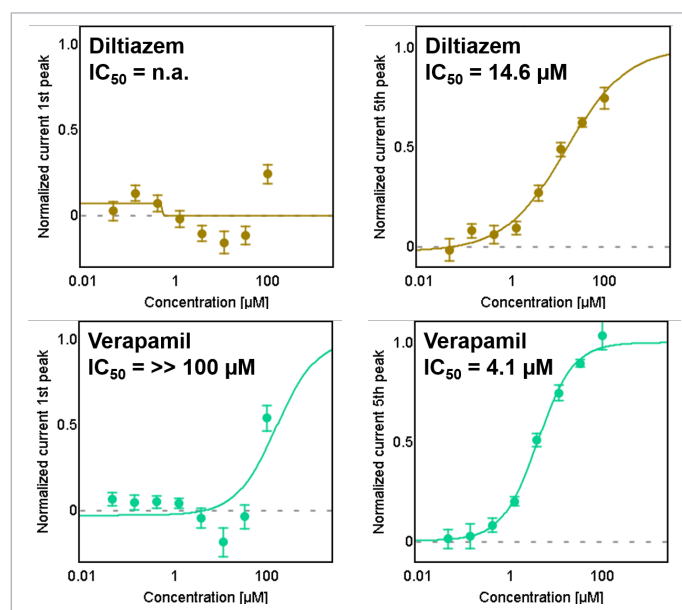 Diltiazem
IC50 = n.a.
Normalized current 1st peak
1.0
0.5
0
0.01
1
100
Concentration [µM]
Diltiazem
IC50 = 14.6 µM
Normalized current 5th peak
1.0
0.5
0
0.01
1
100
Concentration [µM]
Verapamil
IC50 = >> 100 µM
Normalized current 1st peak
1.0
0.5
0
0.01
1
100
Concentration [µM]
Verapamil
IC50 = 4.1 µM
Normalized current 5th peak
1.0
0.5
0
0.01
1
100
Concentration [µM]